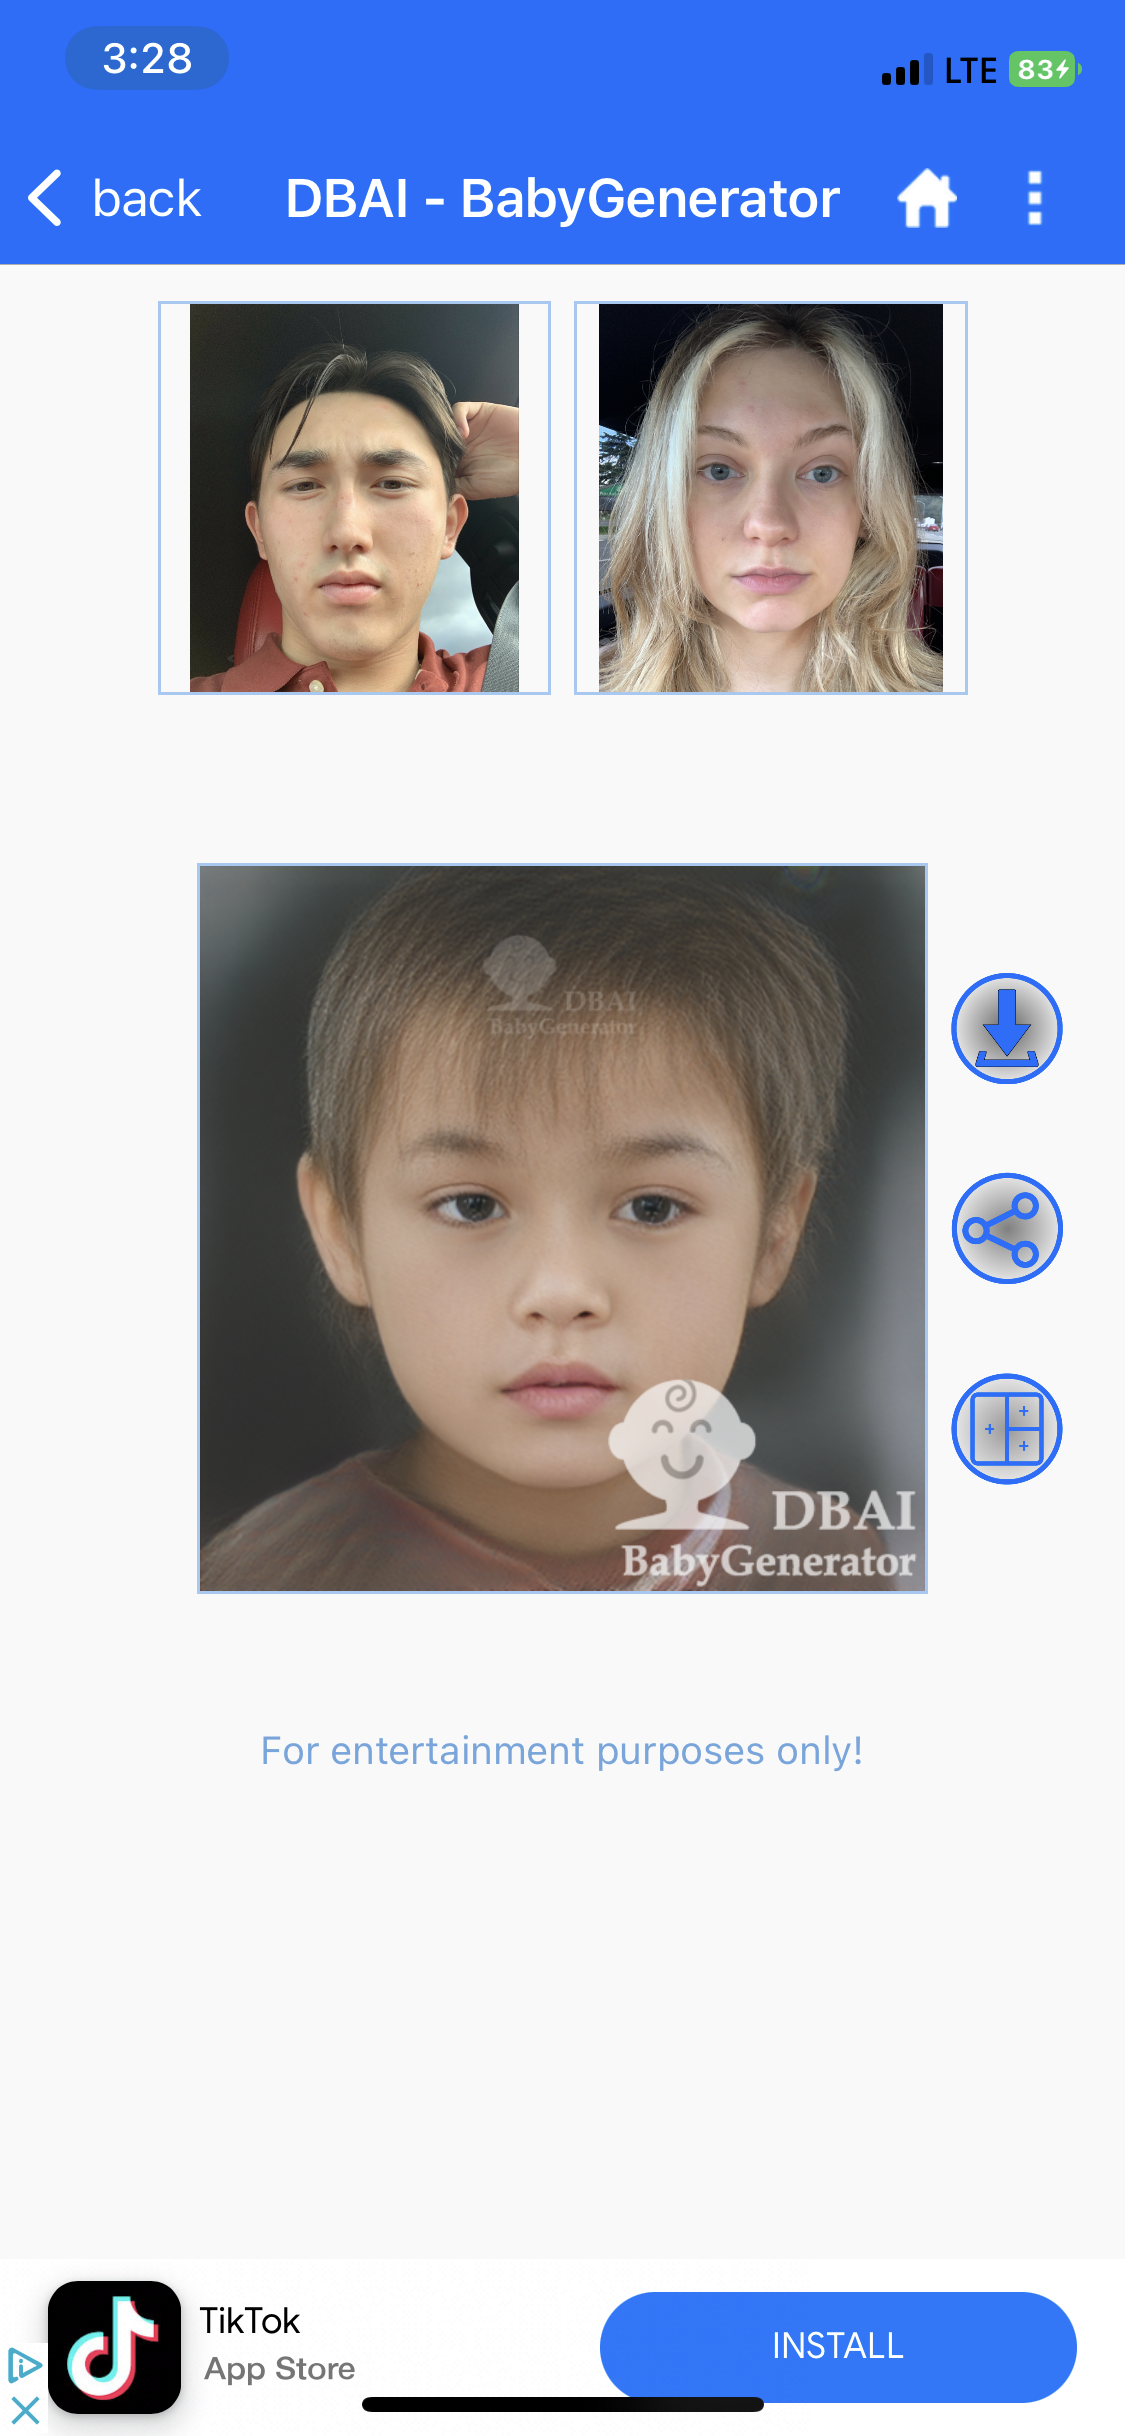 3:28
LTE 83
back DBAI - BabyGenerator
DBAI
BabyGenerator
DBAI
BabyGenerator
For entertainment purposes only!
TikTok
App Store
INSTALL